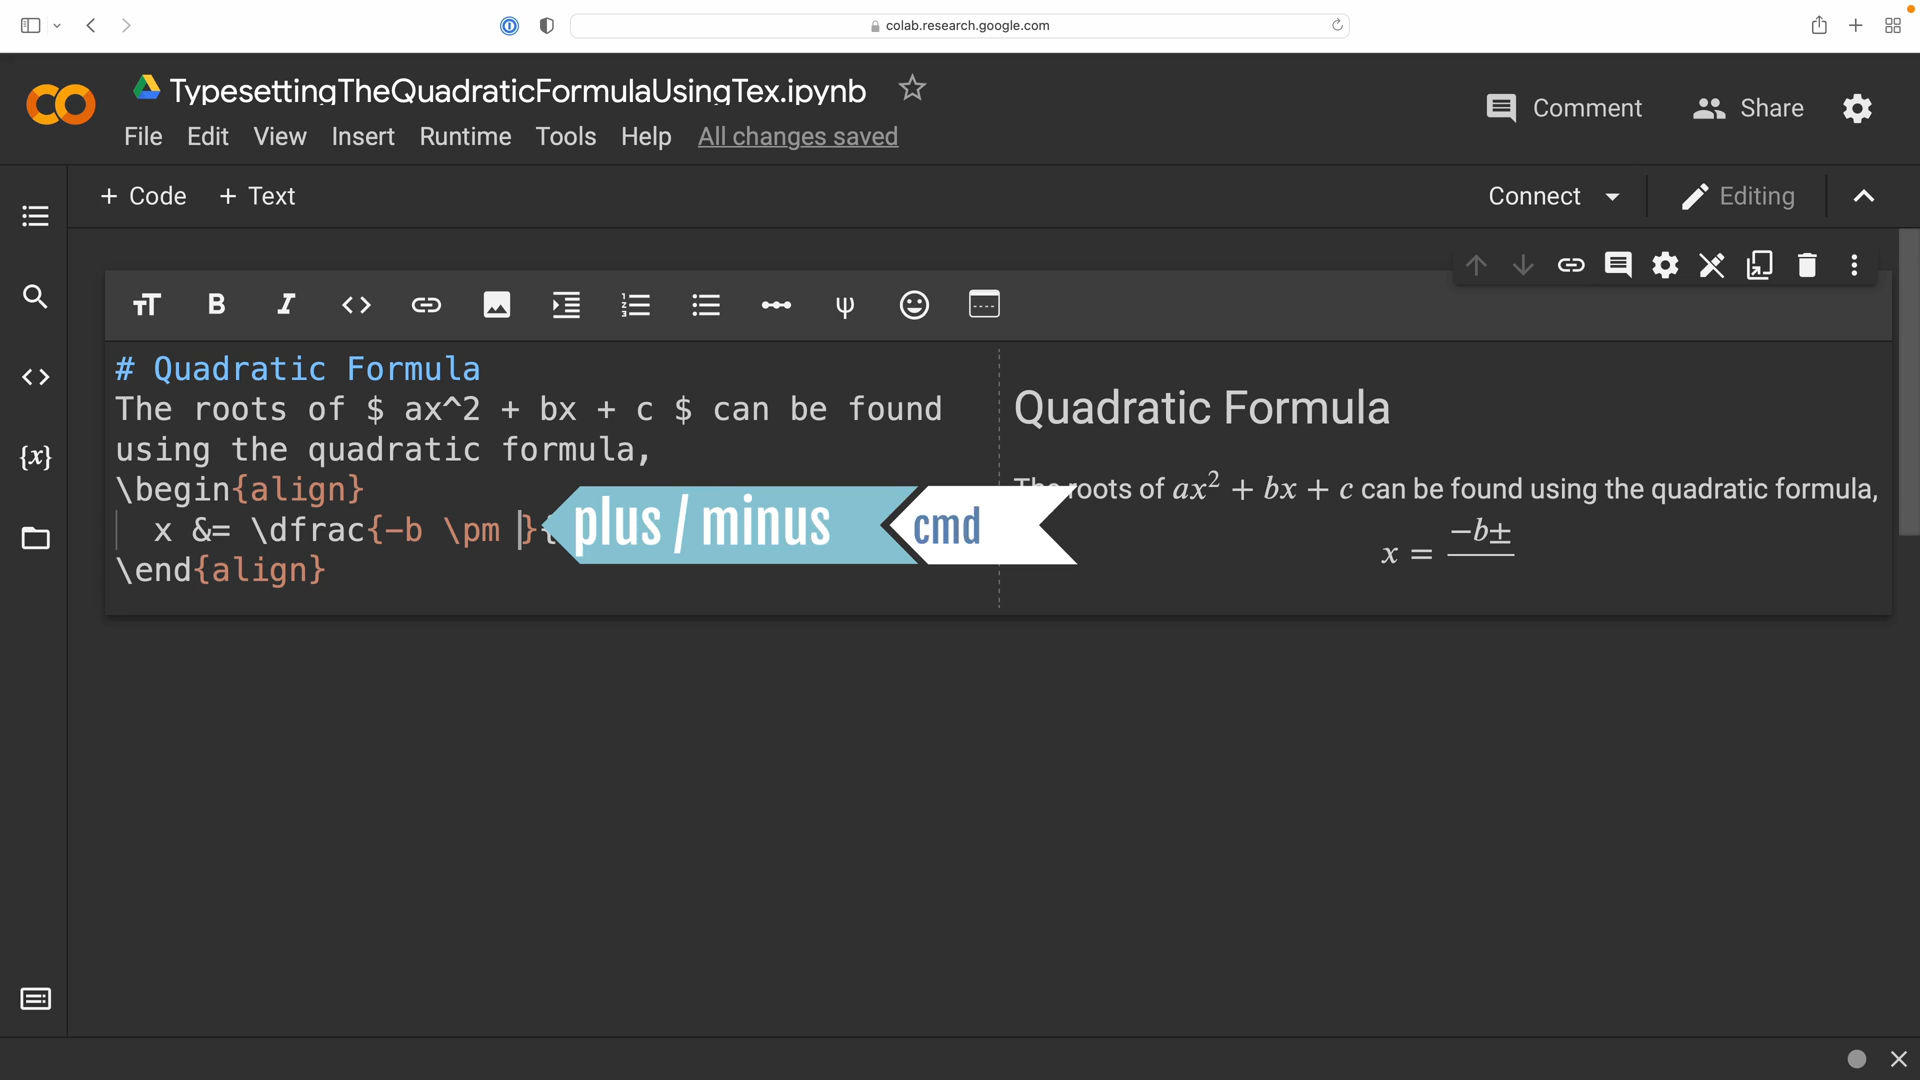 colab.research.google.com
TypesettingTheQuadraticFormulaUsingTex.ipynb
Comment
Share
File Edit View Insert Runtime Tools Help All changes saved
+ Code + Text
Connect
Editing
# Quadratic Formula
The roots of $ ax^2 + bx + c $ can be found
using the quadratic formula,
\begin{align}
x &= \dfrac{-b \pm }{
\end{align}
plus / minus
cmd
Quadratic Formula
The roots of ax² + bx + c can be found using the quadratic formula,
x = −b±